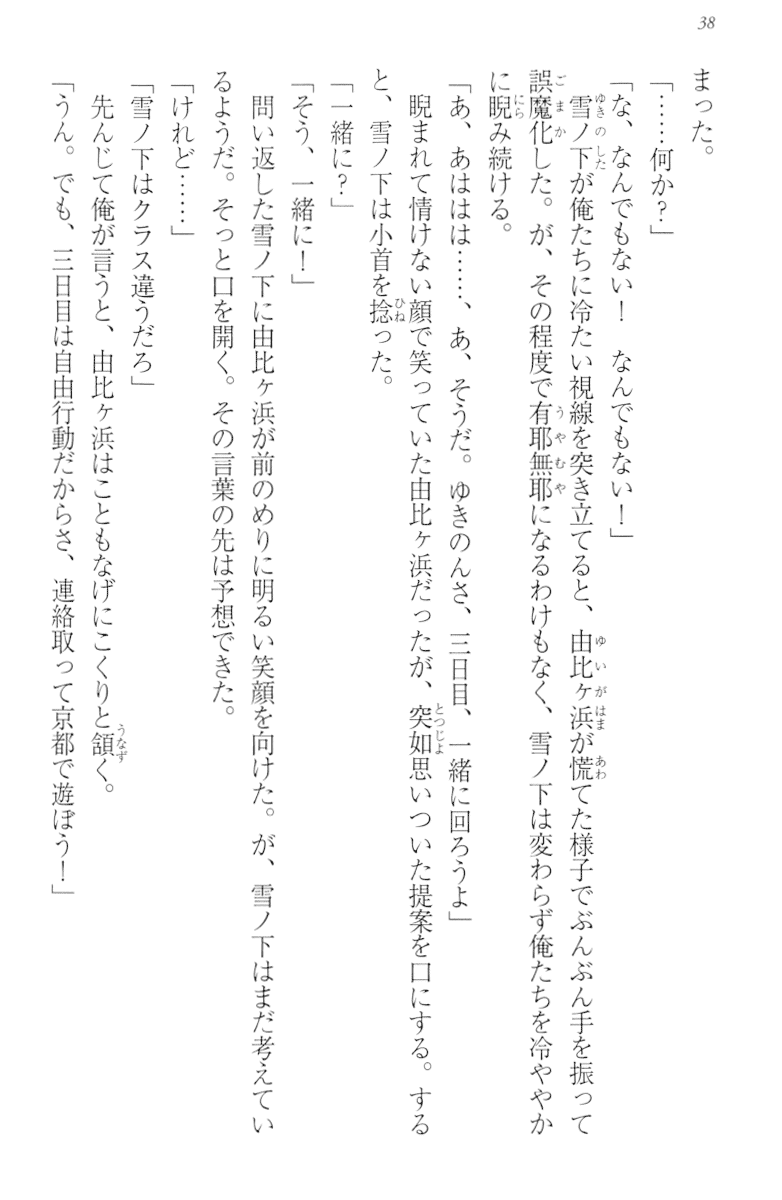 38
まった。
「……何か？」
「な、なんでもない！　なんでもない！」
　雪ノ下が俺たちに冷たい視線を突き立てると、由比ヶ浜が慌てた様子でぶんぶん手を振って
誤魔化した。が、その程度で有耶無耶になるわけもなく、雪ノ下は変わらず俺たちを冷ややか
に睨み続ける。
「あ、あははは……、あ、そうだ。ゆきのんさ、三日目、一緒に回ろうよ」
　睨まれて情けない顔で笑っていた由比ヶ浜だったが、突如思いついた提案を口にする。する
と、雪ノ下は小首を捻った。
「一緒に？」
「そう、一緒に！」
　問い返した雪ノ下に由比ヶ浜が前のめりに明るい笑顔を向けた。が、雪ノ下はまだ考えてい
るようだ。そっと口を開く。その言葉の先は予想できた。
「けれど……」
「雪ノ下はクラス違うだろ」
　先んじて俺が言うと、由比ヶ浜はこともなげにこくりと頷く。
「うん。でも、三日目は自由行動だからさ、連絡取って京都で遊ぼう！」